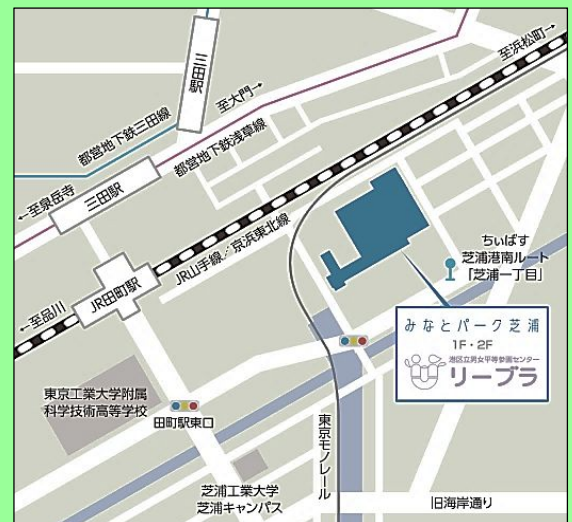 至浜松町→
三田駅
至大門→
都営地下鉄三田線
都営地下鉄浅草線
←至泉岳寺
三田駅
JR山手線/京浜東北線
JR田町駅
←至品川
ちぃばす
芝浦港南ルート
「芝浦一丁目」
みなとパーク芝浦
1F・2F
港区立男女平等参画センター
リーブラ
東京工業大学附属
科学技術高等学校
田町駅東口
東京モノレール
芝浦工業大学
芝浦キャンパス
旧海岸通り